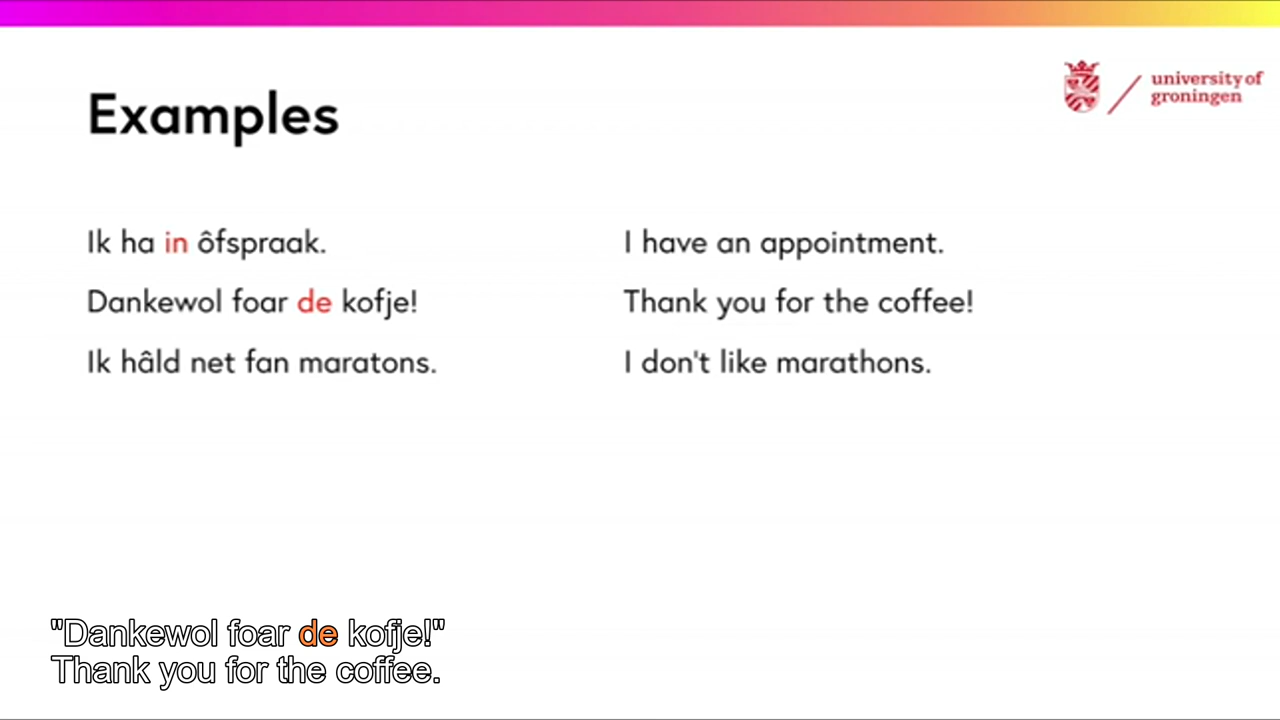 university of
groningen
Examples
Ik ha in ôfspraak.
I have an appointment.
Dankewol foar de kofje!
Thank you for the coffee!
Ik hâld net fan maratons.
I don't like marathons.
"Dankewol foar de kofje!"
Thank you for the coffee.